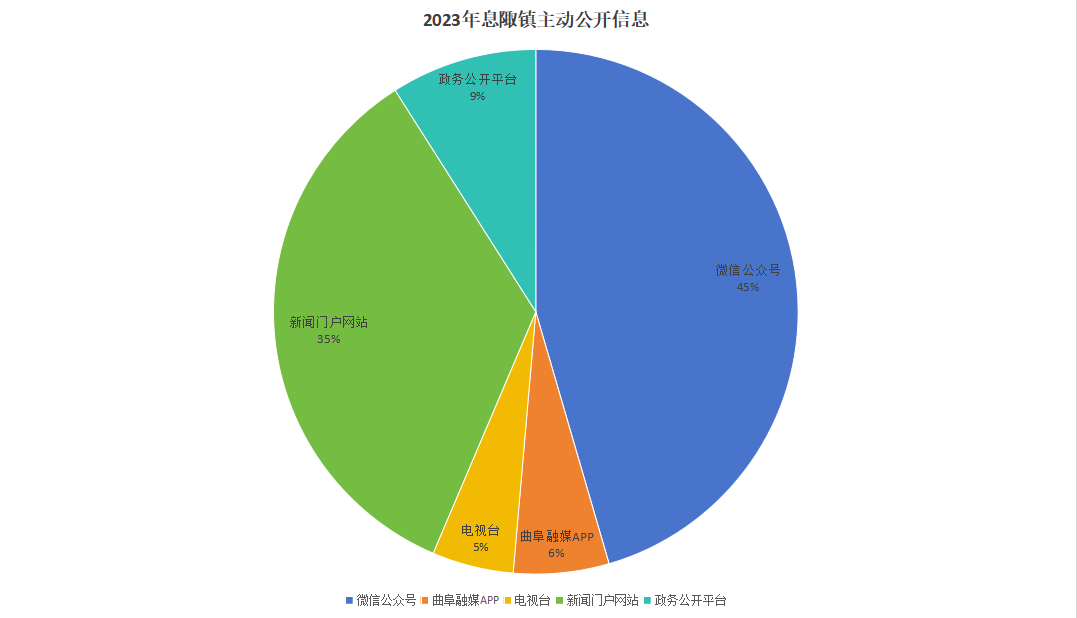 2023年息陬镇主动公开信息
政务公开平台
9%
微信公众号
45%
新闻门户网站
35%
电视台
5%
曲阜融媒APP
6%
微信公众号 曲阜融媒APP 电视台 新闻门户网站 政务公开平台